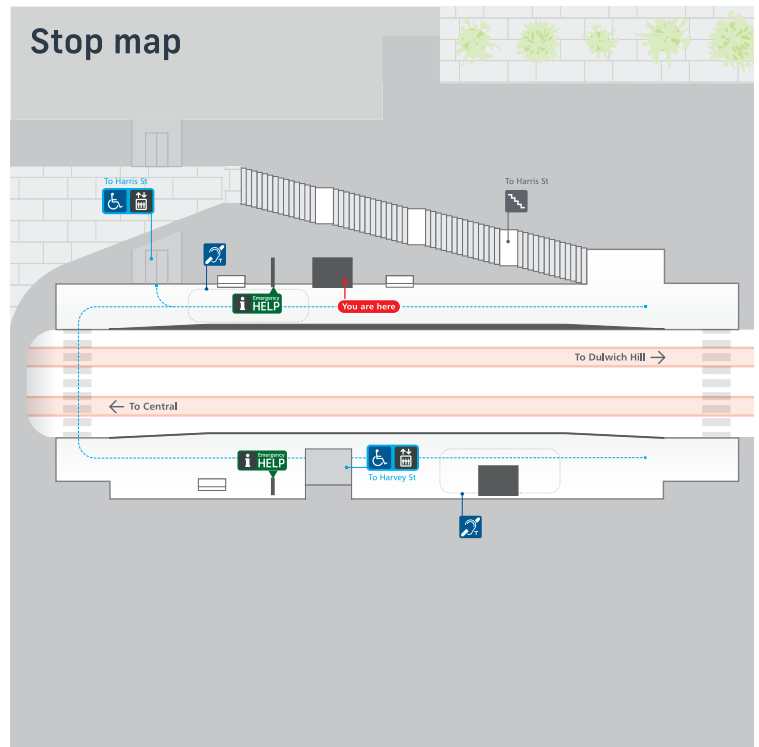 Stop map
To Harris St
To Harris St
i Emergency HELP
You are here
To Dulwich Hill
To Central
i Emergency HELP
To Harvey St